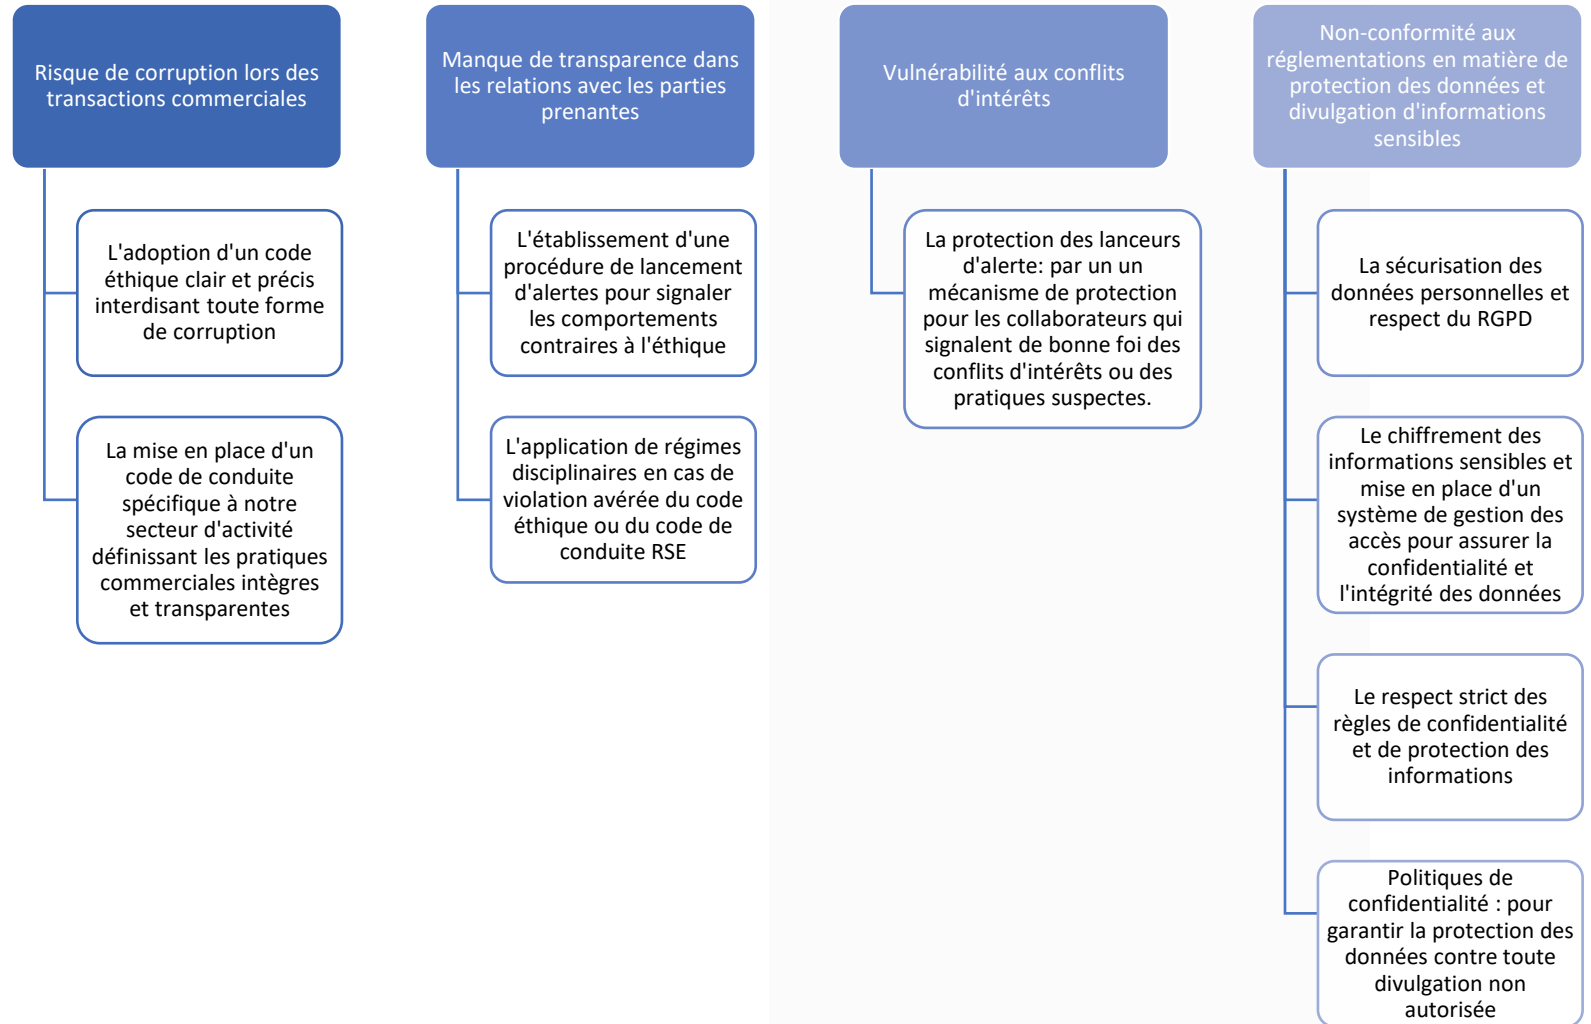 Risque de corruption lors des
transactions commerciales
L'adoption d'un code
éthique clair et précis
interdisant toute forme
de corruption
La mise en place d'un
code de conduite
spécifique à notre
secteur d'activité
définissant les pratiques
commerciales intègres
et transparentes
Manque de transparence dans
les relations avec les parties
prenantes
L'établissement d'une
procédure de lancement
d'alertes pour signaler
les comportements
contraires à l'éthique
L'application de régimes
disciplinaires en cas de
violation avérée du code
éthique ou du code de
conduite RSE
Vulnérabilité aux conflits
d'intérêts
La protection des lanceurs
d'alerte: par un un
mécanisme de protection
pour les collaborateurs qui
signalent de bonne foi des
conflits d'intérêts ou des
pratiques suspectes.
Non-conformité aux
réglementations en matière de
protection des données et
divulgation d'informations
sensibles
La sécurisation des
données personnelles et
respect du RGPD
Le chiffrement des
informations sensibles et
mise en place d'un
système de gestion des
accès pour assurer la
confidentialité et
l'intégrité des données
Le respect strict des
règles de confidentialité
et de protection des
informations
Politiques de
confidentialité : pour
garantir la protection des
données contre toute
divulgation non
autorisée